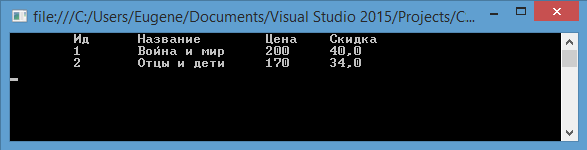 file:///C:/Users/Eugene/Documents/Visual Studio 2015/Projects/C...
Ид Название Цена Скидка
1 Война и мир 200 40,0
2 Отцы и дети 170 34,0